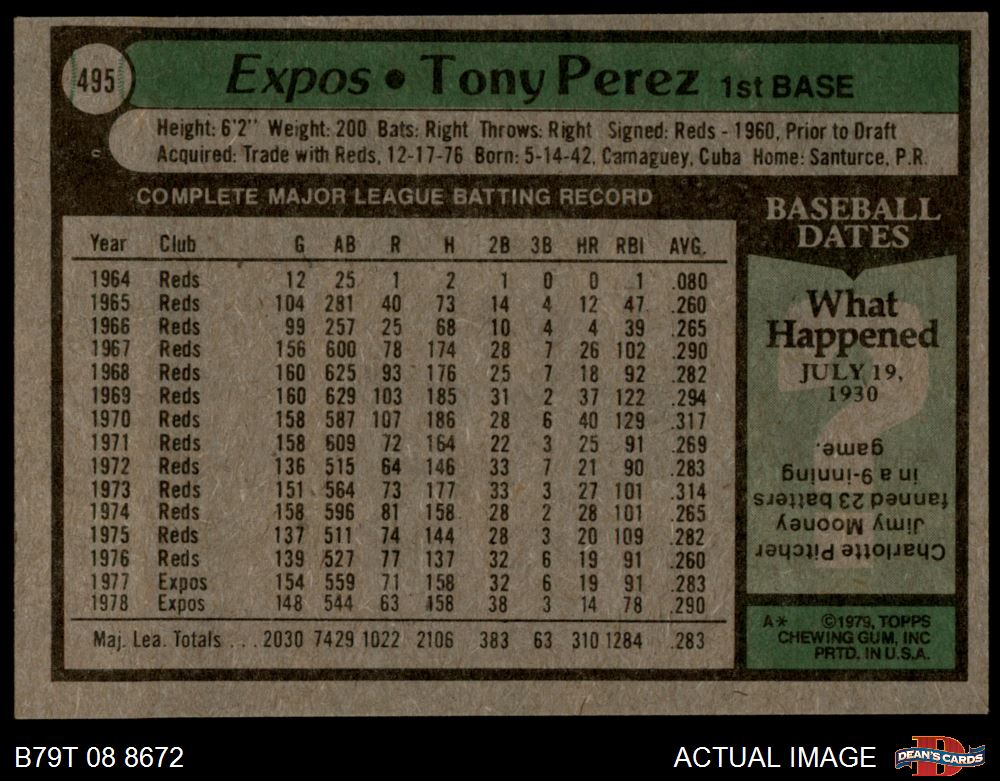 495
Expos • Tony Perez 1st BASE
Height: 6'2" Weight: 200 Bats: Right Throws: Right Signed: Reds - 1960, Prior to Draft
Acquired: Trade with Reds, 12-17-76 Born: 5-14-42, Camaguey, Cuba Home: Santurce, P.R.
COMPLETE MAJOR LEAGUE BATTING RECORD
Year Club G AB R H 2B 3B HR RBI AVG.
1964 Reds 12 25 1 2 1 0 0 1 .080
1965 Reds 104 281 40 73 14 4 12 47 .260
1966 Reds 99 257 25 68 10 4 4 39 .265
1967 Reds 156 600 78 174 28 7 26 102 .290
1968 Reds 160 625 93 176 25 7 18 92 .282
1969 Reds 160 629 103 185 31 2 37 122 .294
1970 Reds 158 587 107 186 28 6 40 129 .317
1971 Reds 158 609 72 164 22 3 25 91 .269
1972 Reds 136 515 64 146 33 7 21 90 .283
1973 Reds 151 564 73 177 33 3 27 101 .314
1974 Reds 158 596 81 158 28 2 28 101 .265
1975 Reds 137 511 74 144 28 3 20 109 .282
1976 Reds 139 527 77 137 32 6 19 91 .260
1977 Expos 154 559 71 158 32 6 19 91 .283
1978 Expos 148 544 63 158 38 3 14 78 .290
Maj. Lea. Totals . . . 2030 7429 1022 2106 383 63 310 1284 .283
BASEBALL
DATES
What
Happened
JULY 19,
1930
Charlotte Pitcher
Jimy Mooney
fanned 23 batters
in a 9-inning
game.
A* ©1979, TOPPS
CHEWING GUM, INC
PRTD. IN U.S.A.
B79T 08 8672
ACTUAL IMAGE
DEAN'S CARDS